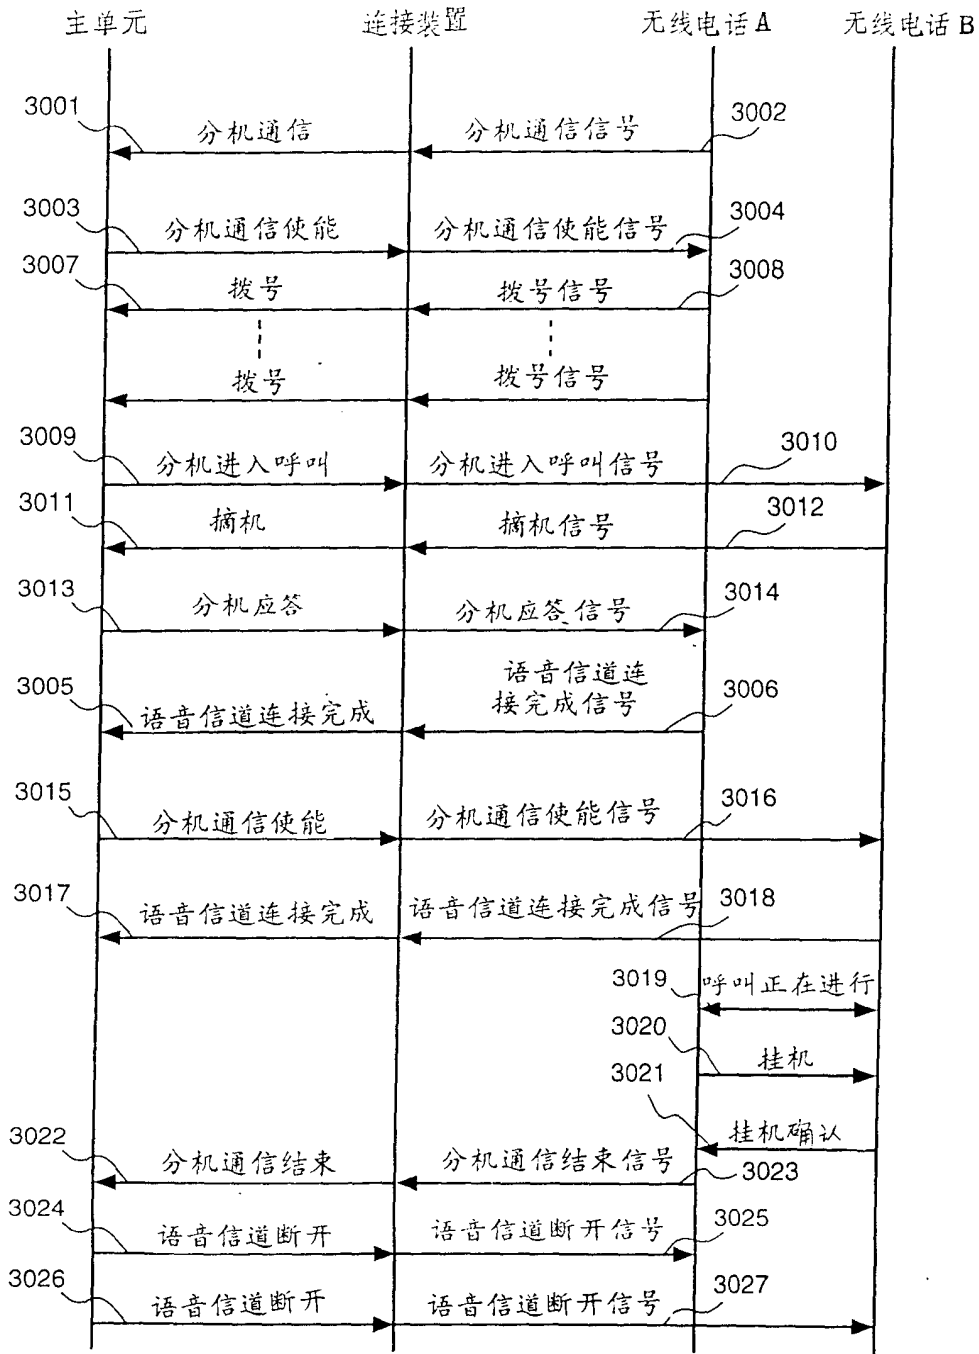 主单元 连接装置 无线电话A 无线电话B
3001 分机通信 分机通信信号 3002
3003 分机通信使能 分机通信使能信号 3004
3007 拨号 拨号信号 3008
拨号 拨号信号
3009 分机进入呼叫 分机进入呼叫信号 3010
3011 摘机 摘机信号 3012
3013 分机应答 分机应答信号 3014
语音信道连
3005 语音信道连接完成 接完成信号 3006
3015 分机通信使能 分机通信使能信号 3016
3017 语音信道连接完成 语音信道连接完成信号 3018
3019 呼叫正在进行
3020 挂机
3021 挂机确认
3022 分机通信结束 分机通信结束信号 3023
3024 语音信道断开 语音信道断开信号 3025
3026 语音信道断开 语音信道断开信号 3027